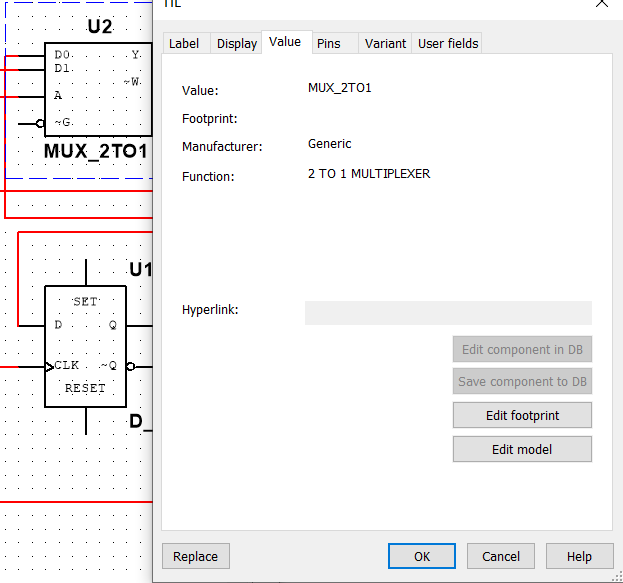 U2
D0
Y
D1
~W
A
~G
MUX_2TO1
U1
SET
D
Q
CLK
~Q
RESET
D_
Label
Display
Value
Pins
Variant
User fields
Value:
MUX_2TO1
Footprint:
Manufacturer:
Generic
Function:
2 TO 1 MULTIPLEXER
Hyperlink:
Edit component in DB
Save component to DB
Edit footprint
Edit model
Replace
OK
Cancel
Help